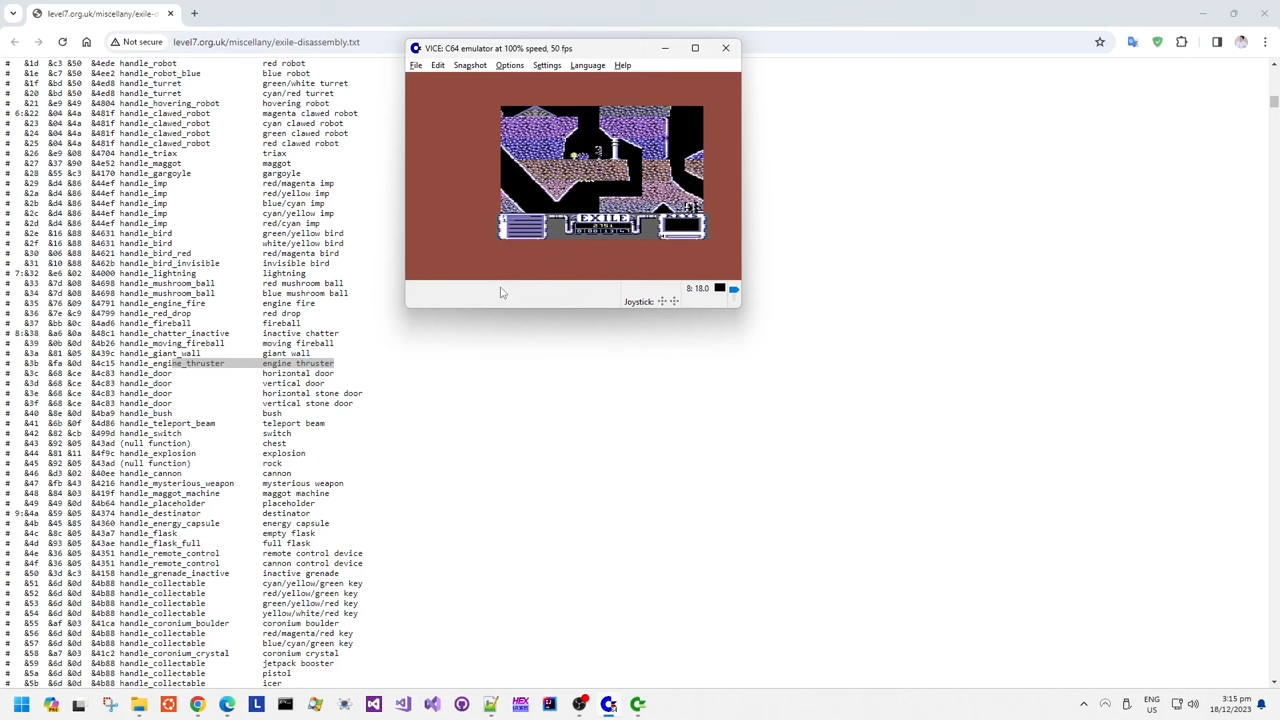 level7.org.uk/miscellany/exile-d
Not secure
level7.org.uk/miscellany/exile-disassembly.txt
VICE: C64 emulator at 100% speed, 50 fps
File Edit Snapshot Options Settings Language Help
EXILE
Joystick:
8: 18.0
# &1d &c3 &50 &4ede handle_robot red robot
# &1e &c7 &50 &4ee2 handle_robot_blue blue robot
# &1f &bd &50 &4ed8 handle_turret green/white turret
# &20 &bd &50 &4ed8 handle_turret cyan/red turret
# &21 &e9 &49 &4804 handle_hovering_robot hovering robot
# 6:&22 &04 &4a &481f handle_clawed_robot magenta clawed robot
# &23 &04 &4a &481f handle_clawed_robot cyan clawed robot
# &24 &04 &4a &481f handle_clawed_robot green clawed robot
# &25 &04 &4a &481f handle_clawed_robot red clawed robot
# &26 &e9 &08 &4704 handle_triax triax
# &27 &37 &90 &4e52 handle_maggot maggot
# &28 &55 &c3 &4170 handle_gargoyle gargoyle
# &29 &d4 &86 &44ef handle_imp red/magenta imp
# &2a &d4 &86 &44ef handle_imp red/yellow imp
# &2b &d4 &86 &44ef handle_imp blue/cyan imp
# &2c &d4 &86 &44ef handle_imp cyan/yellow imp
# &2d &d4 &86 &44ef handle_imp red/cyan imp
# &2e &16 &88 &4631 handle_bird green/yellow bird
# &2f &16 &88 &4631 handle_bird white/yellow bird
# &30 &06 &88 &4621 handle_bird_red red/magenta bird
# &31 &10 &08 &462b handle_bird_invisible invisible bird
# 7:&32 &e6 &02 &4000 handle_lightning lightning
# &33 &7d &08 &4698 handle_mushroom_ball red mushroom ball
# &34 &7d &08 &4698 handle_mushroom_ball blue mushroom ball
# &35 &76 &09 &4791 handle_engine_fire engine fire
# &36 &7e &c9 &4799 handle_red_drop red drop
# &37 &bb &0c &4ad6 handle_fireball fireball
# 8:&38 &a6 &0a &48c1 handle_chatter_inactive inactive chatter
# &39 &0b &0c &4b26 handle_moving_fireball moving fireball
# &3a &81 &05 &439c handle_giant_wall giant wall
# &3b &fa &0d &4c15 handle_engine_thruster engine thruster
# &3c &68 &ce &4c83 handle_door horizontal door
# &3d &68 &ce &4c83 handle_door vertical door
# &3e &68 &ce &4c83 handle_door horizontal stone door
# &3f &68 &ce &4c83 handle_door vertical stone door
# &40 &8e &0d &4ba9 handle_bush bush
# &41 &6b &0f &4d86 handle_teleport_beam teleport beam
# &42 &82 &cb &499d handle_switch switch
# &43 &92 &05 &43ad (null function) chest
# &44 &81 &11 &4f9c handle_explosion explosion
# &45 &92 &05 &43ad (null function) rock
# &46 &d3 &02 &40ee handle_cannon cannon
# &47 &fb &43 &4216 handle_mysterious_weapon mysterious weapon
# &48 &84 &03 &419f handle_maggot_machine maggot machine
# &49 &49 &0d &4b64 handle_placeholder placeholder
# 9:&4a &59 &05 &4374 handle_destinator destinator
# &4b &45 &85 &4360 handle_energy_capsule energy capsule
# &4c &8c &05 &43a7 handle_flask empty flask
# &4d &93 &05 &43ae handle_flask_full full flask
# &4e &36 &05 &4351 handle_remote_control remote control device
# &4f &36 &05 &4351 handle_remote_control cannon control device
# &50 &3d &c3 &4158 handle_grenade_inactive inactive grenade
# &51 &6d &0d &4b88 handle_collectable cyan/yellow/green key
# &52 &6d &0d &4b88 handle_collectable red/yellow/green key
# &53 &6d &0d &4b88 handle_collectable green/yellow/red key
# &54 &6d &0d &4b88 handle_collectable yellow/white/red key
# &55 &af &03 &41ca handle_coronium_boulder coronium boulder
# &56 &6d &0d &4b88 handle_collectable red/magenta/red key
# &57 &6d &0d &4b88 handle_collectable blue/cyan/green key
# &58 &a7 &03 &41c2 handle_coronium_crystal coronium crystal
# &59 &6d &0d &4b88 handle_collectable jetpack booster
# &5a &6d &0d &4b88 handle_collectable pistol
# &5b &6d &0d &4b88 handle_collectable icer
ENG
US
3:15 pm
18/12/2023